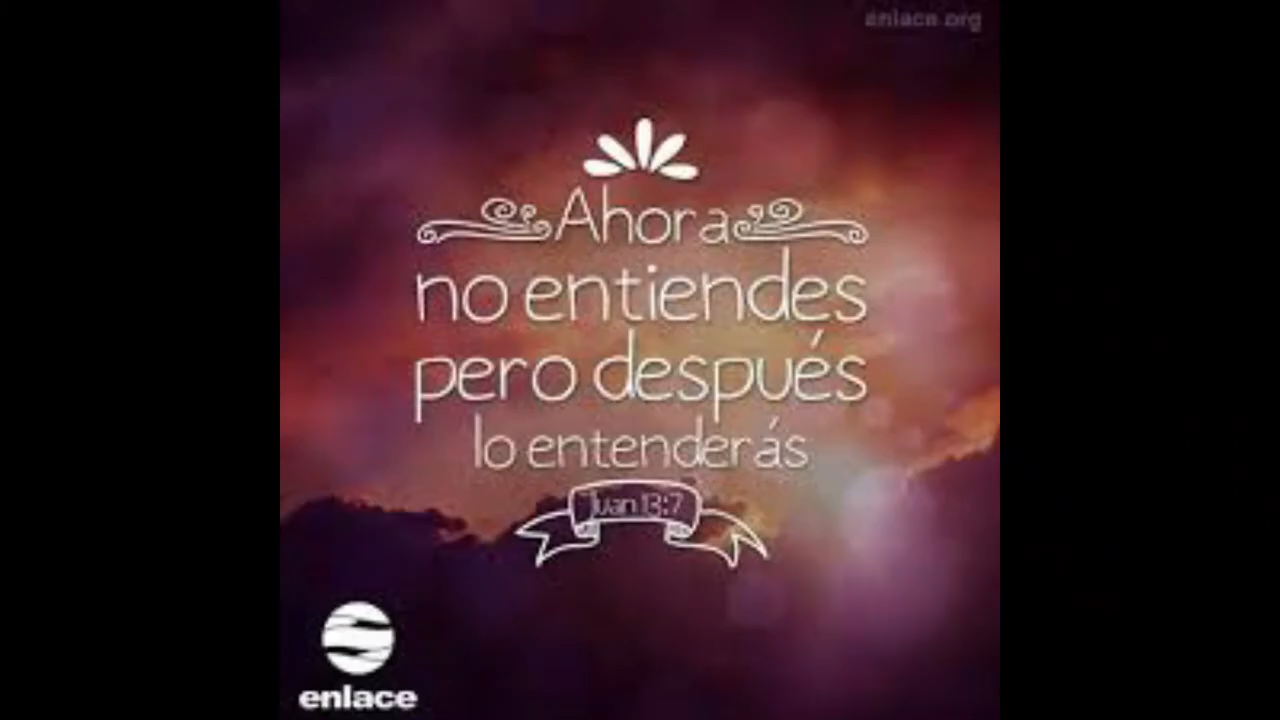 enlace.org
Ahora
no entiendes
pero después
lo entenderás
Juan 13:7
enlace